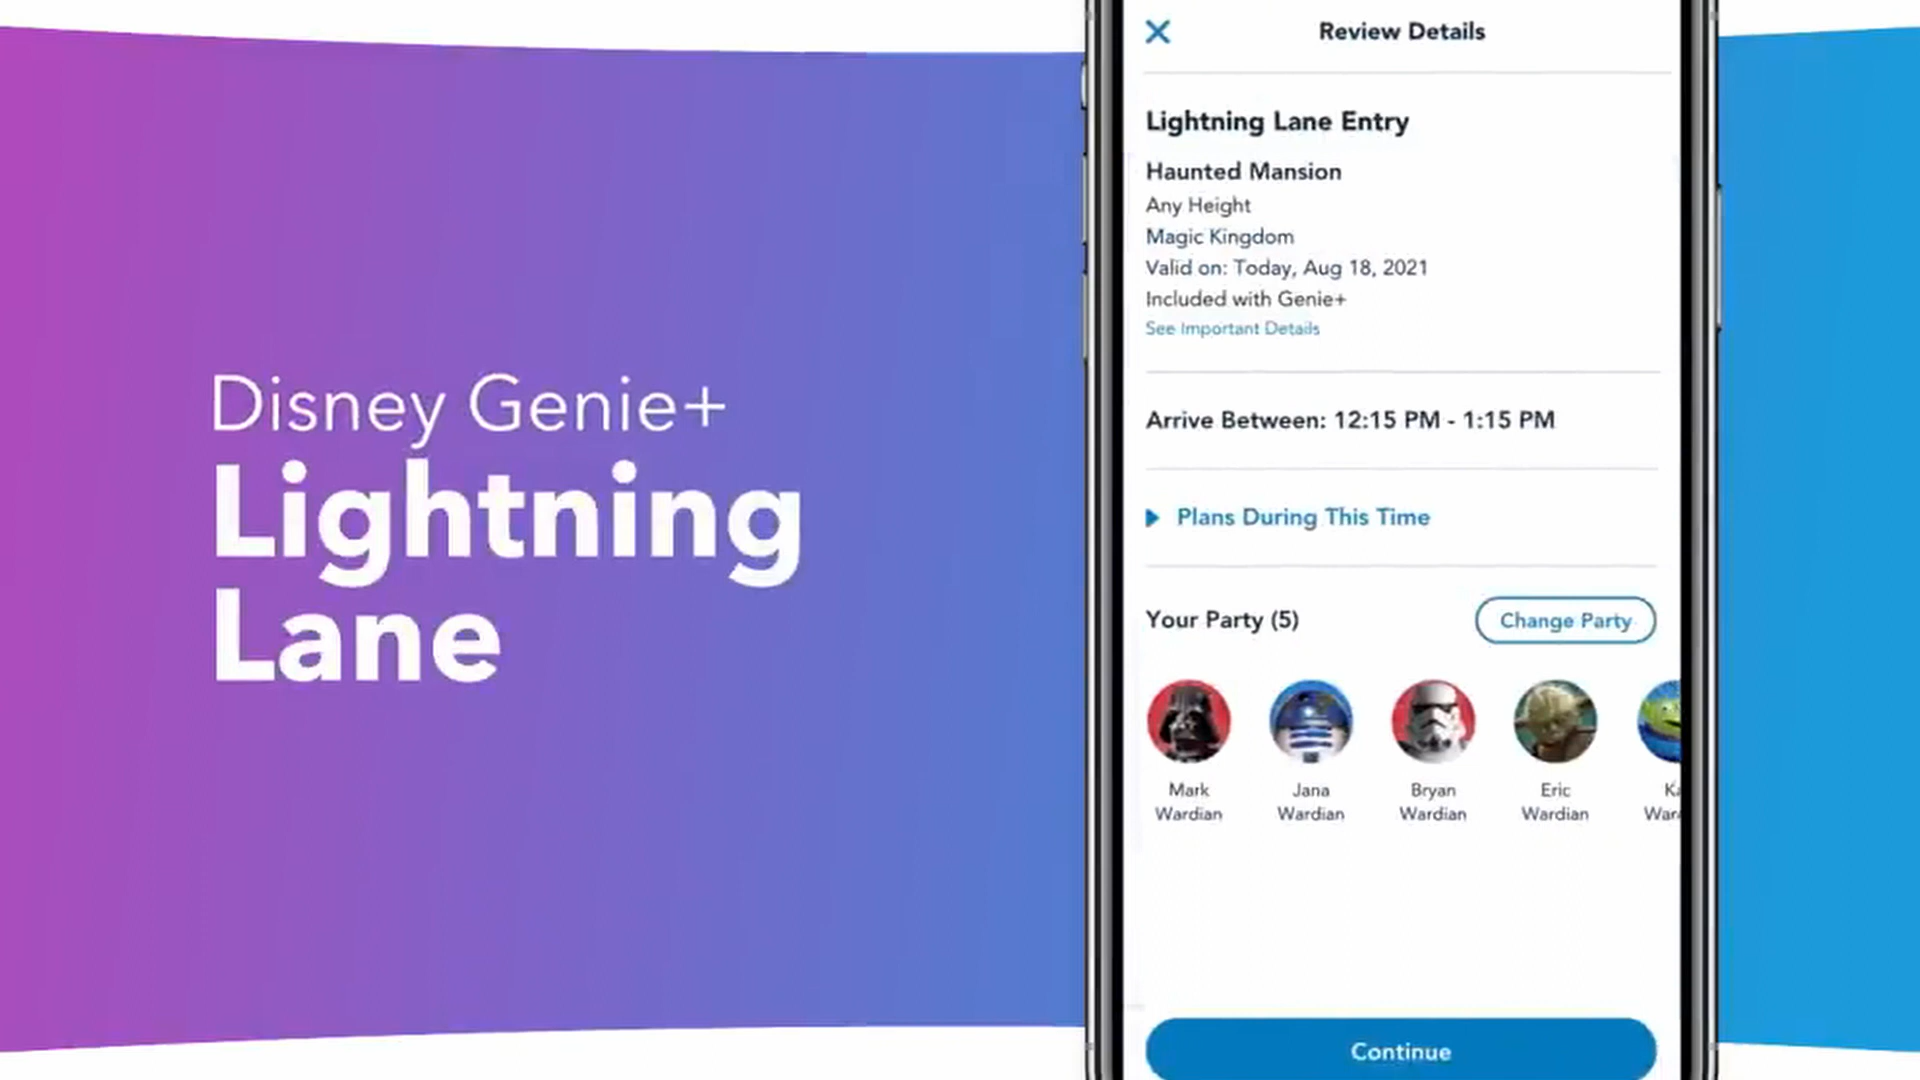 Disney Genie+
Lightning
Lane
Review Details
Lightning Lane Entry
Haunted Mansion
Any Height
Magic Kingdom
Valid on: Today, Aug 18, 2021
Included with Genie+
See Important Details
Arrive Between: 12:15 PM - 1:15 PM
Plans During This Time
Your Party (5)
Change Party
Mark
Wardian
Jana
Wardian
Bryan
Wardian
Eric
Wardian
Continue